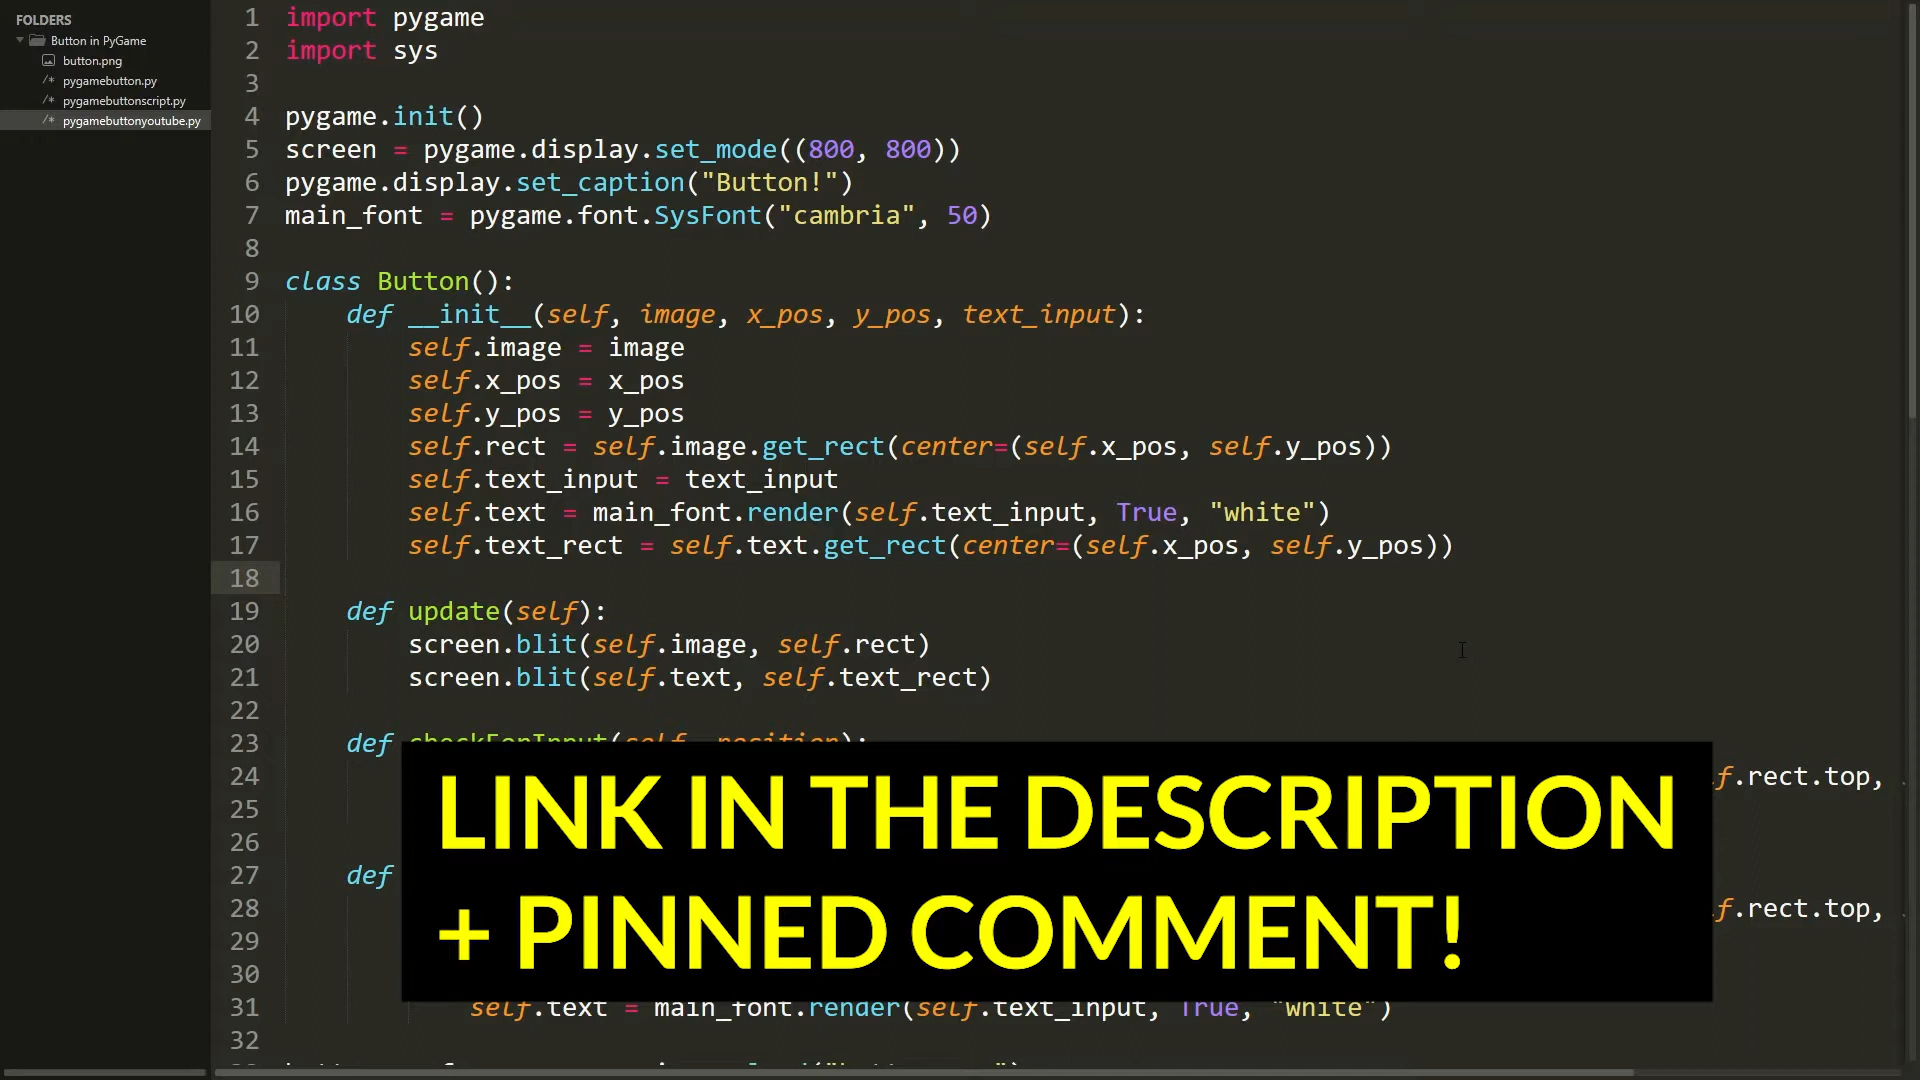 FOLDERS
Button in PyGame
button.png
/* pygamebutton.py
/* pygamebuttonscript.py
/* pygamebuttonyoutube.py
1 import pygame
2 import sys
3
4 pygame.init()
5 screen = pygame.display.set_mode((800, 800))
6 pygame.display.set_caption("Button!")
7 main_font = pygame.font.SysFont("cambria", 50)
8
9 class Button():
10 def __init__(self, image, x_pos, y_pos, text_input):
11 self.image = image
12 self.x_pos = x_pos
13 self.y_pos = y_pos
14 self.rect = self.image.get_rect(center=(self.x_pos, self.y_pos))
15 self.text_input = text_input
16 self.text = main_font.render(self.text_input, True, "white")
17 self.text_rect = self.text.get_rect(center=(self.x_pos, self.y_pos))
18
19 def update(self):
20 screen.blit(self.image, self.rect)
21 screen.blit(self.text, self.text_rect)
22
23 def checkForInput(self, position):
24 f.rect.top,
25
26
27 def
28 f.rect.top,
29
30
31 self.text = main_font.render(self.text_input, True, "white")
32
LINK IN THE DESCRIPTION
+ PINNED COMMENT!